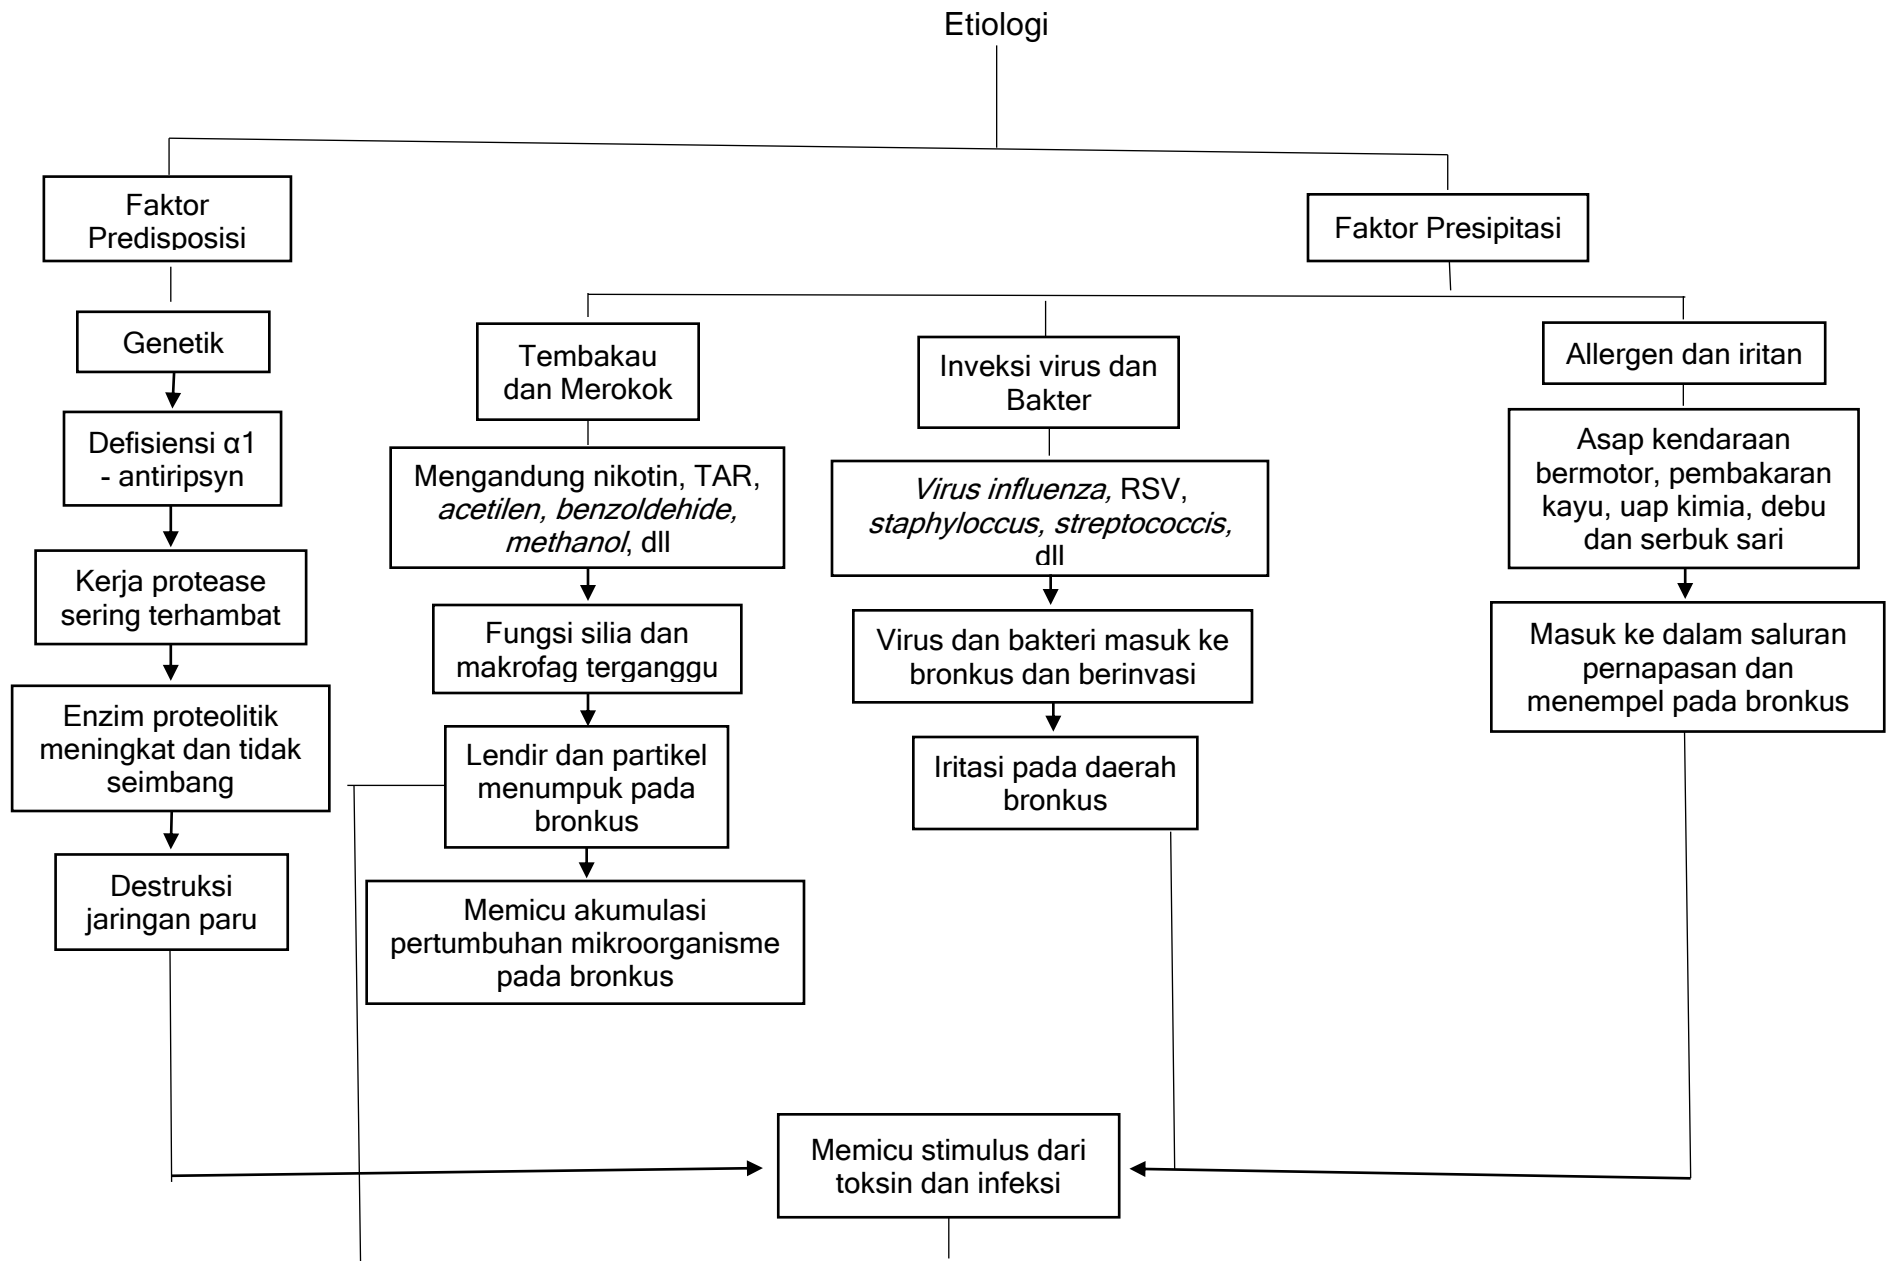 Etiologi
Faktor
Predisposisi
Faktor Presipitasi
Genetik
Tembakau
dan Merokok
Inveksi virus dan
Bakter
Allergen dan iritan
Defisiensi α1
- antiripsyn
Mengandung nikotin, TAR,
acetilen, benzoldehide,
methanol, dll
Virus influenza, RSV,
staphyloccus, streptococcis,
dll
Asap kendaraan
bermotor, pembakaran
kayu, uap kimia, debu
dan serbuk sari
Kerja protease
sering terhambat
Fungsi silia dan
makrofag terganggu
Virus dan bakteri masuk ke
bronkus dan berinvasi
Masuk ke dalam saluran
pernapasan dan
menempel pada bronkus
Enzim proteolitik
meningkat dan tidak
seimbang
Lendir dan partikel
menumpuk pada
bronkus
Iritasi pada daerah
bronkus
Destruksi
jaringan paru
Memicu akumulasi
pertumbuhan mikroorganisme
pada bronkus
Memicu stimulus dari
toksin dan infeksi